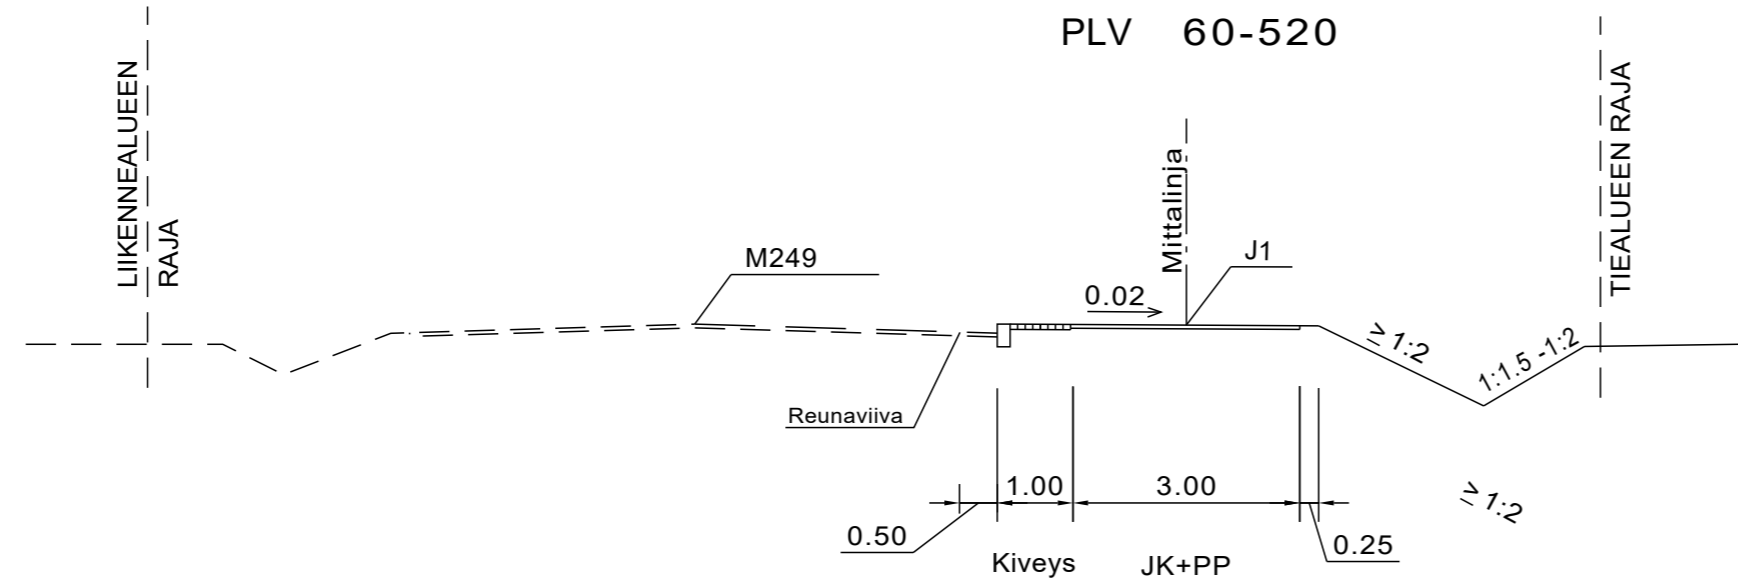 PLV 60-520
LIIKENNEALUEEN
RAJA
TIEALUEEN RAJA
Mittalinja
M249
J1
0.02
≥ 1:2
1:1.5 -1:2
Reunaviiva
1.00
3.00
≥ 1:2
0.50
0.25
Kiveys
JK+PP